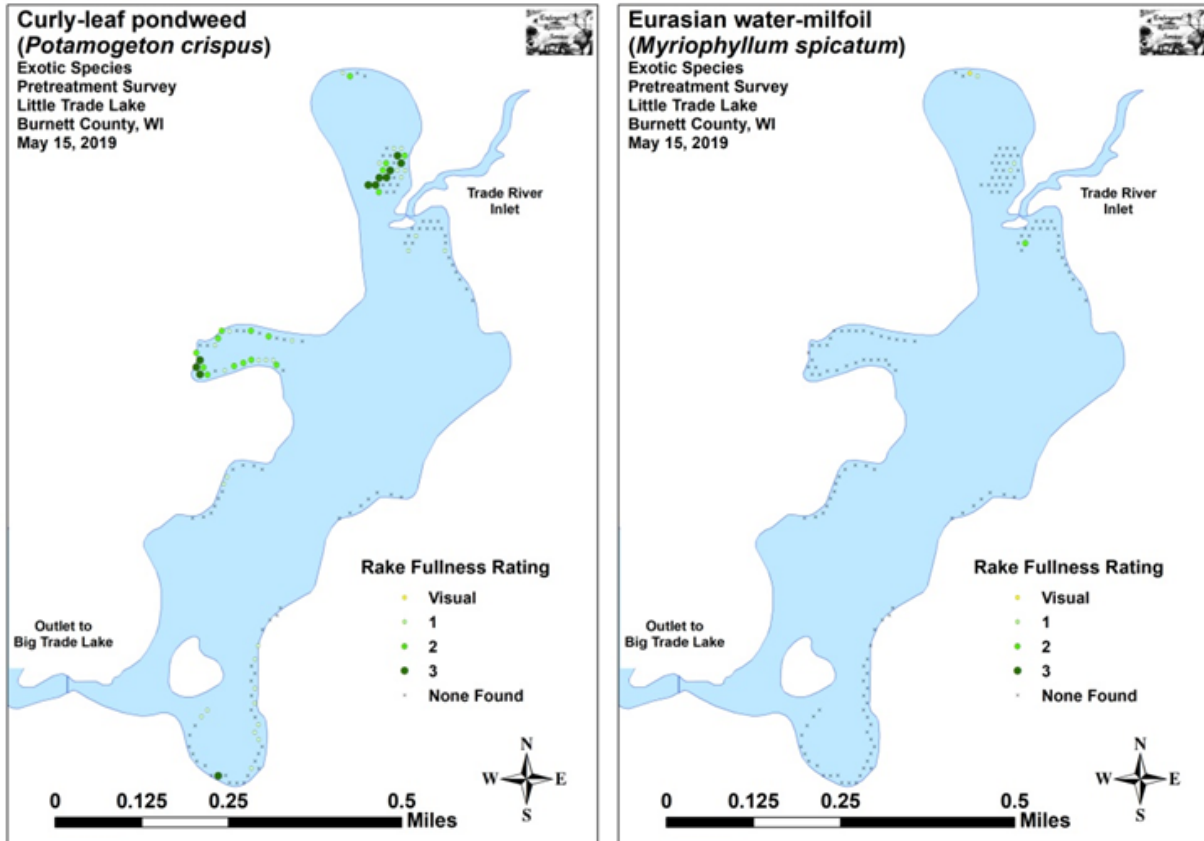 Curly-leaf pondweed
(Potamogeton crispus)
Exotic Species
Pretreatment Survey
Little Trade Lake
Burnett County, WI
May 15, 2019
Trade River
Inlet
Outlet to
Big Trade Lake
Rake Fullness Rating
Visual
1
2
3
None Found
N
W E
S
0 0.125 0.25 0.5
Miles
Eurasian water-milfoil
(Myriophyllum spicatum)
Exotic Species
Pretreatment Survey
Little Trade Lake
Burnett County, WI
May 15, 2019
Trade River
Inlet
Outlet to
Big Trade Lake
Rake Fullness Rating
Visual
1
2
3
None Found
N
W E
S
0 0.125 0.25 0.5
Miles